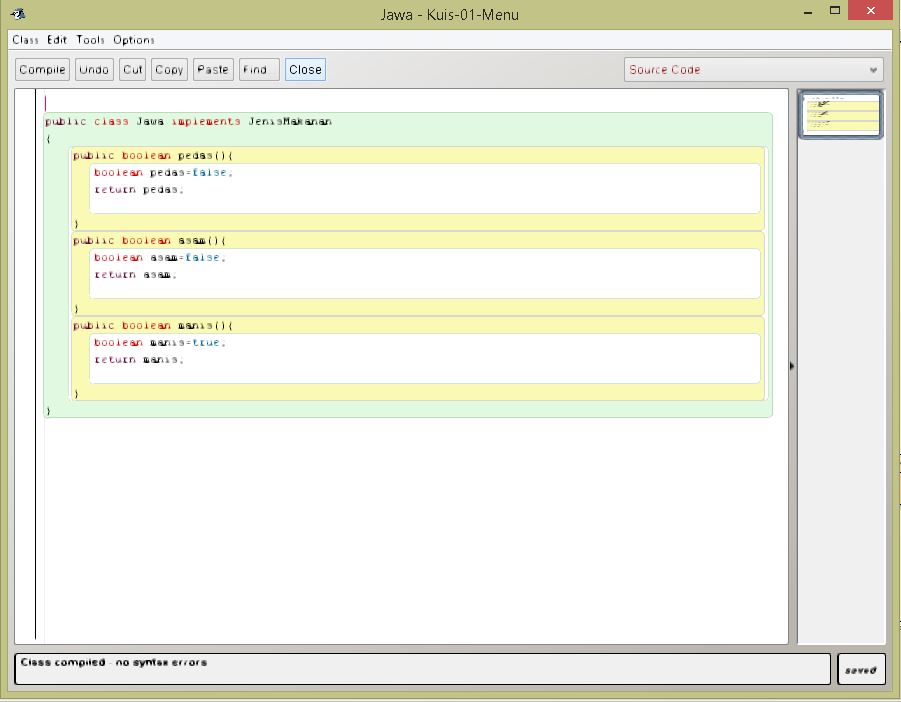 Jawa - Kuis-01-Menu
Class Edit Tools Options
Compile Undo Cut Copy Paste Find... Close Source Code
public class Jawa implements JenisMakanan
{
public boolean pedas(){
boolean pedas=false;
return pedas;
}
public boolean asam(){
boolean asam=false;
return asam;
}
public boolean manis(){
boolean manis=true;
return manis;
}
}
Class compiled - no syntax errors
saved